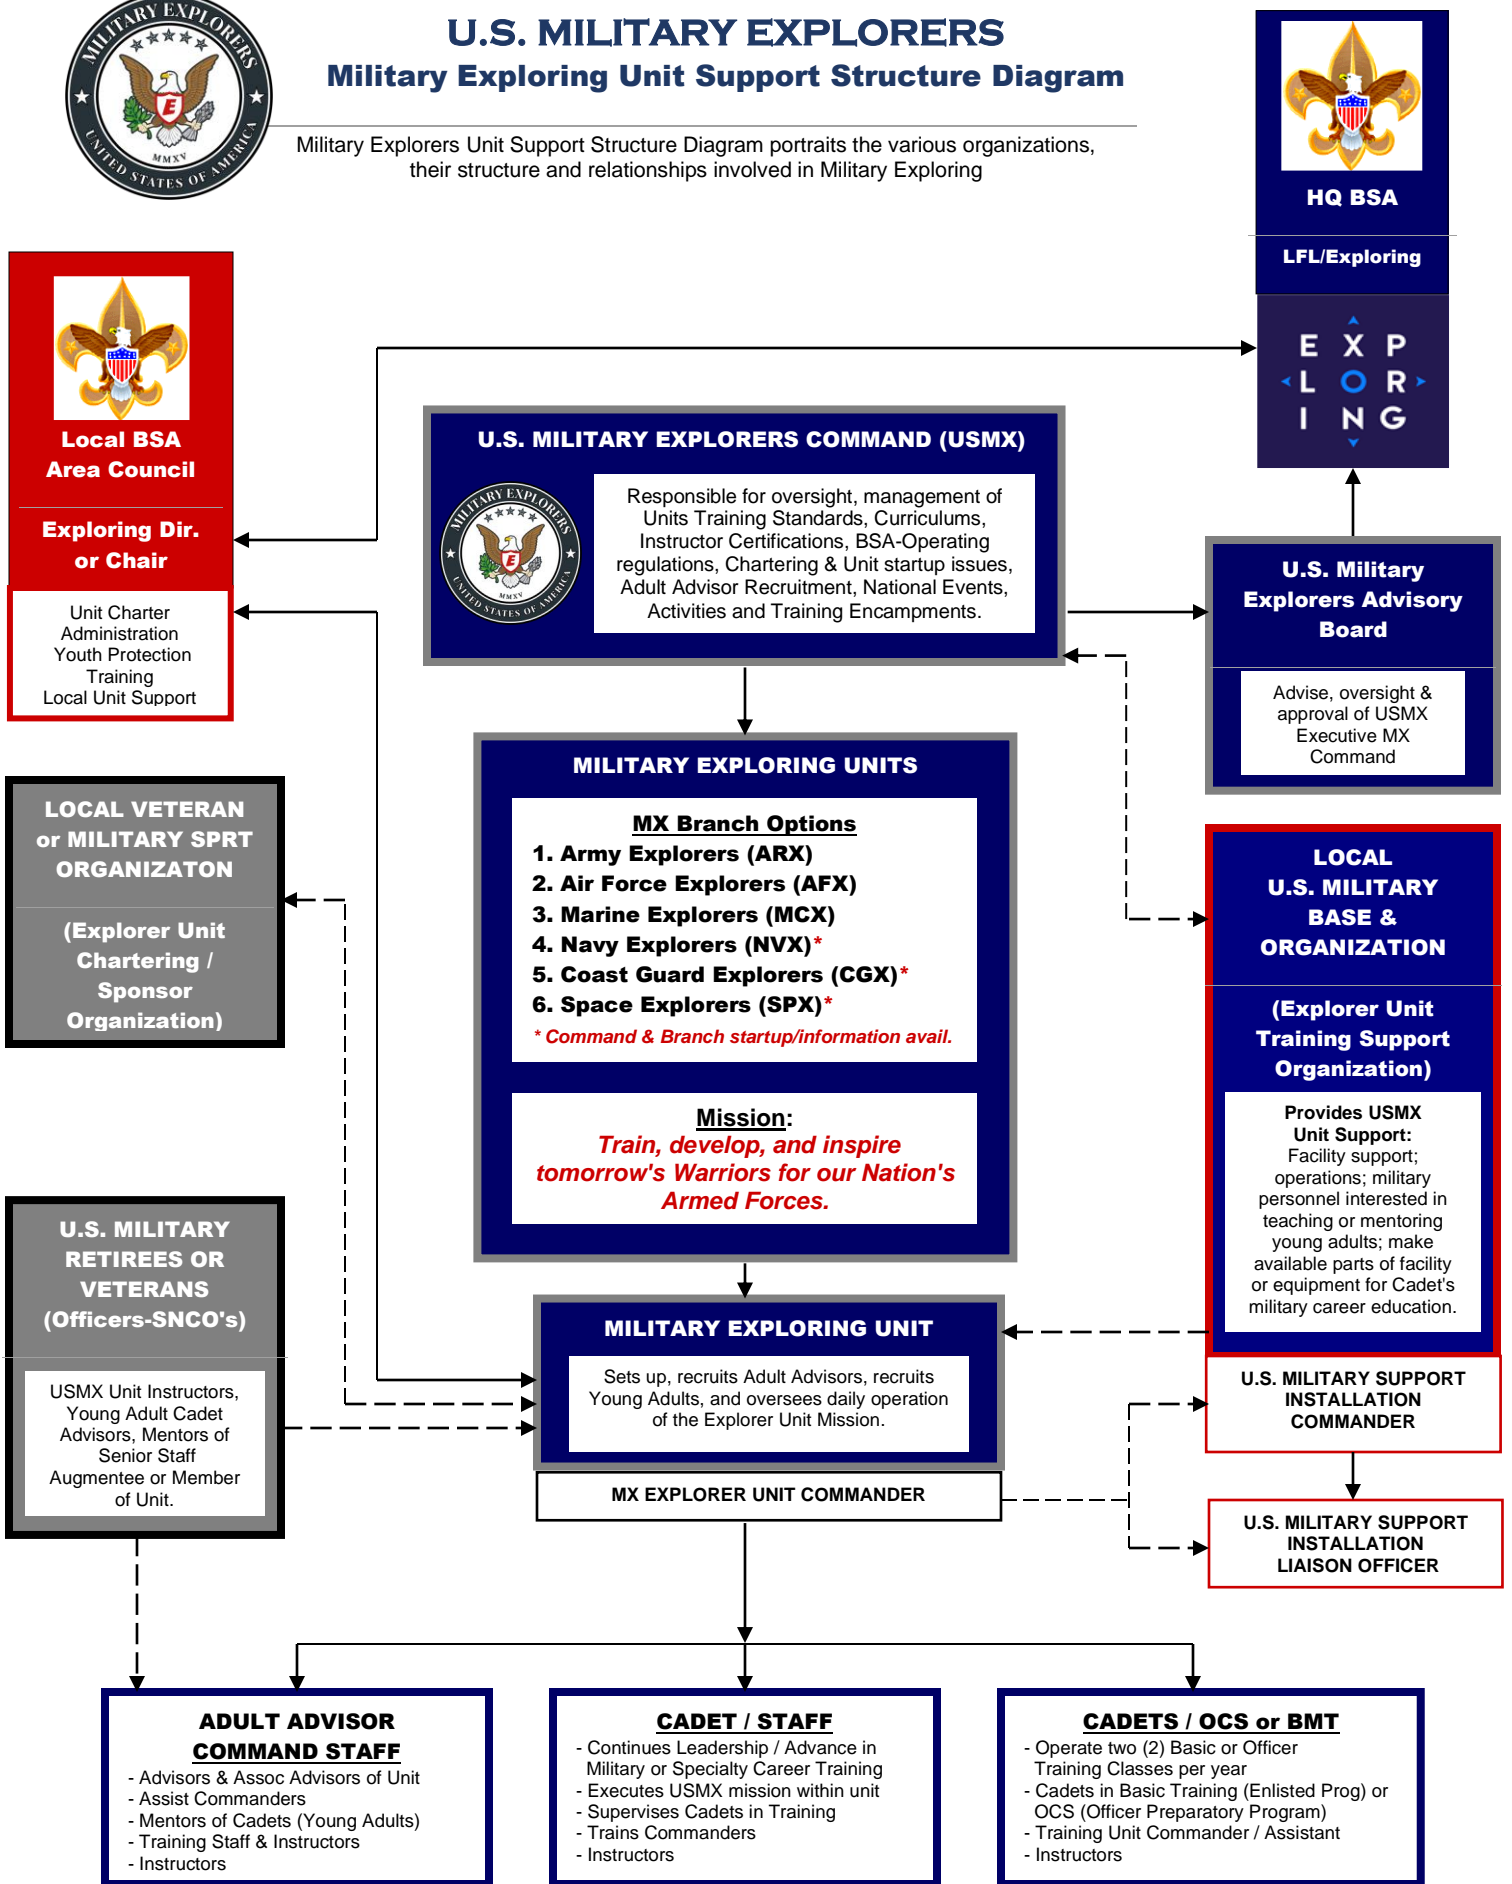 MILITARY EXPLORERS
UNITED STATES OF AMERICA
E
MMXV
U.S. MILITARY EXPLORERS
Military Exploring Unit Support Structure Diagram
Military Explorers Unit Support Structure Diagram portraits the various organizations,
their structure and relationships involved in Military Exploring
HQ BSA
LFL/Exploring
E X P
L O R
I N G
Local BSA
Area Council
Exploring Dir.
or Chair
Unit Charter
Administration
Youth Protection
Training
Local Unit Support
U.S. MILITARY EXPLORERS COMMAND (USMX)
MILITARY EXPLORERS
UNITED STATES OF AMERICA
E
MMXV
Responsible for oversight, management of
Units Training Standards, Curriculums,
Instructor Certifications, BSA-Operating
regulations, Chartering & Unit startup issues,
Adult Advisor Recruitment, National Events,
Activities and Training Encampments.
U.S. Military
Explorers Advisory
Board
Advise, oversight &
approval of USMX
Executive MX
Command
MILITARY EXPLORING UNITS
MX Branch Options
1. Army Explorers (ARX)
2. Air Force Explorers (AFX)
3. Marine Explorers (MCX)
4. Navy Explorers (NVX)*
5. Coast Guard Explorers (CGX)*
6. Space Explorers (SPX)*
* Command & Branch startup/information avail.
Mission:
Train, develop, and inspire
tomorrow's Warriors for our Nation's
Armed Forces.
LOCAL VETERAN
or MILITARY SPRT
ORGANIZATON
(Explorer Unit
Chartering /
Sponsor
Organization)
LOCAL
U.S. MILITARY
BASE &
ORGANIZATION
(Explorer Unit
Training Support
Organization)
Provides USMX
Unit Support:
Facility support;
operations; military
personnel interested in
teaching or mentoring
young adults; make
available parts of facility
or equipment for Cadet's
military career education.
U.S. MILITARY
RETIREES OR
VETERANS
(Officers-SNCO's)
USMX Unit Instructors,
Young Adult Cadet
Advisors, Mentors of
Senior Staff
Augmentee or Member
of Unit.
MILITARY EXPLORING UNIT
Sets up, recruits Adult Advisors, recruits
Young Adults, and oversees daily operation
of the Explorer Unit Mission.
MX EXPLORER UNIT COMMANDER
U.S. MILITARY SUPPORT
INSTALLATION
COMMANDER
U.S. MILITARY SUPPORT
INSTALLATION
LIAISON OFFICER
ADULT ADVISOR
COMMAND STAFF
- Advisors & Assoc Advisors of Unit
- Assist Commanders
- Mentors of Cadets (Young Adults)
- Training Staff & Instructors
- Instructors
CADET / STAFF
- Continues Leadership / Advance in
Military or Specialty Career Training
- Executes USMX mission within unit
- Supervises Cadets in Training
- Trains Commanders
- Instructors
CADETS / OCS or BMT
- Operate two (2) Basic or Officer
Training Classes per year
- Cadets in Basic Training (Enlisted Prog) or
OCS (Officer Preparatory Program)
- Training Unit Commander / Assistant
- Instructors